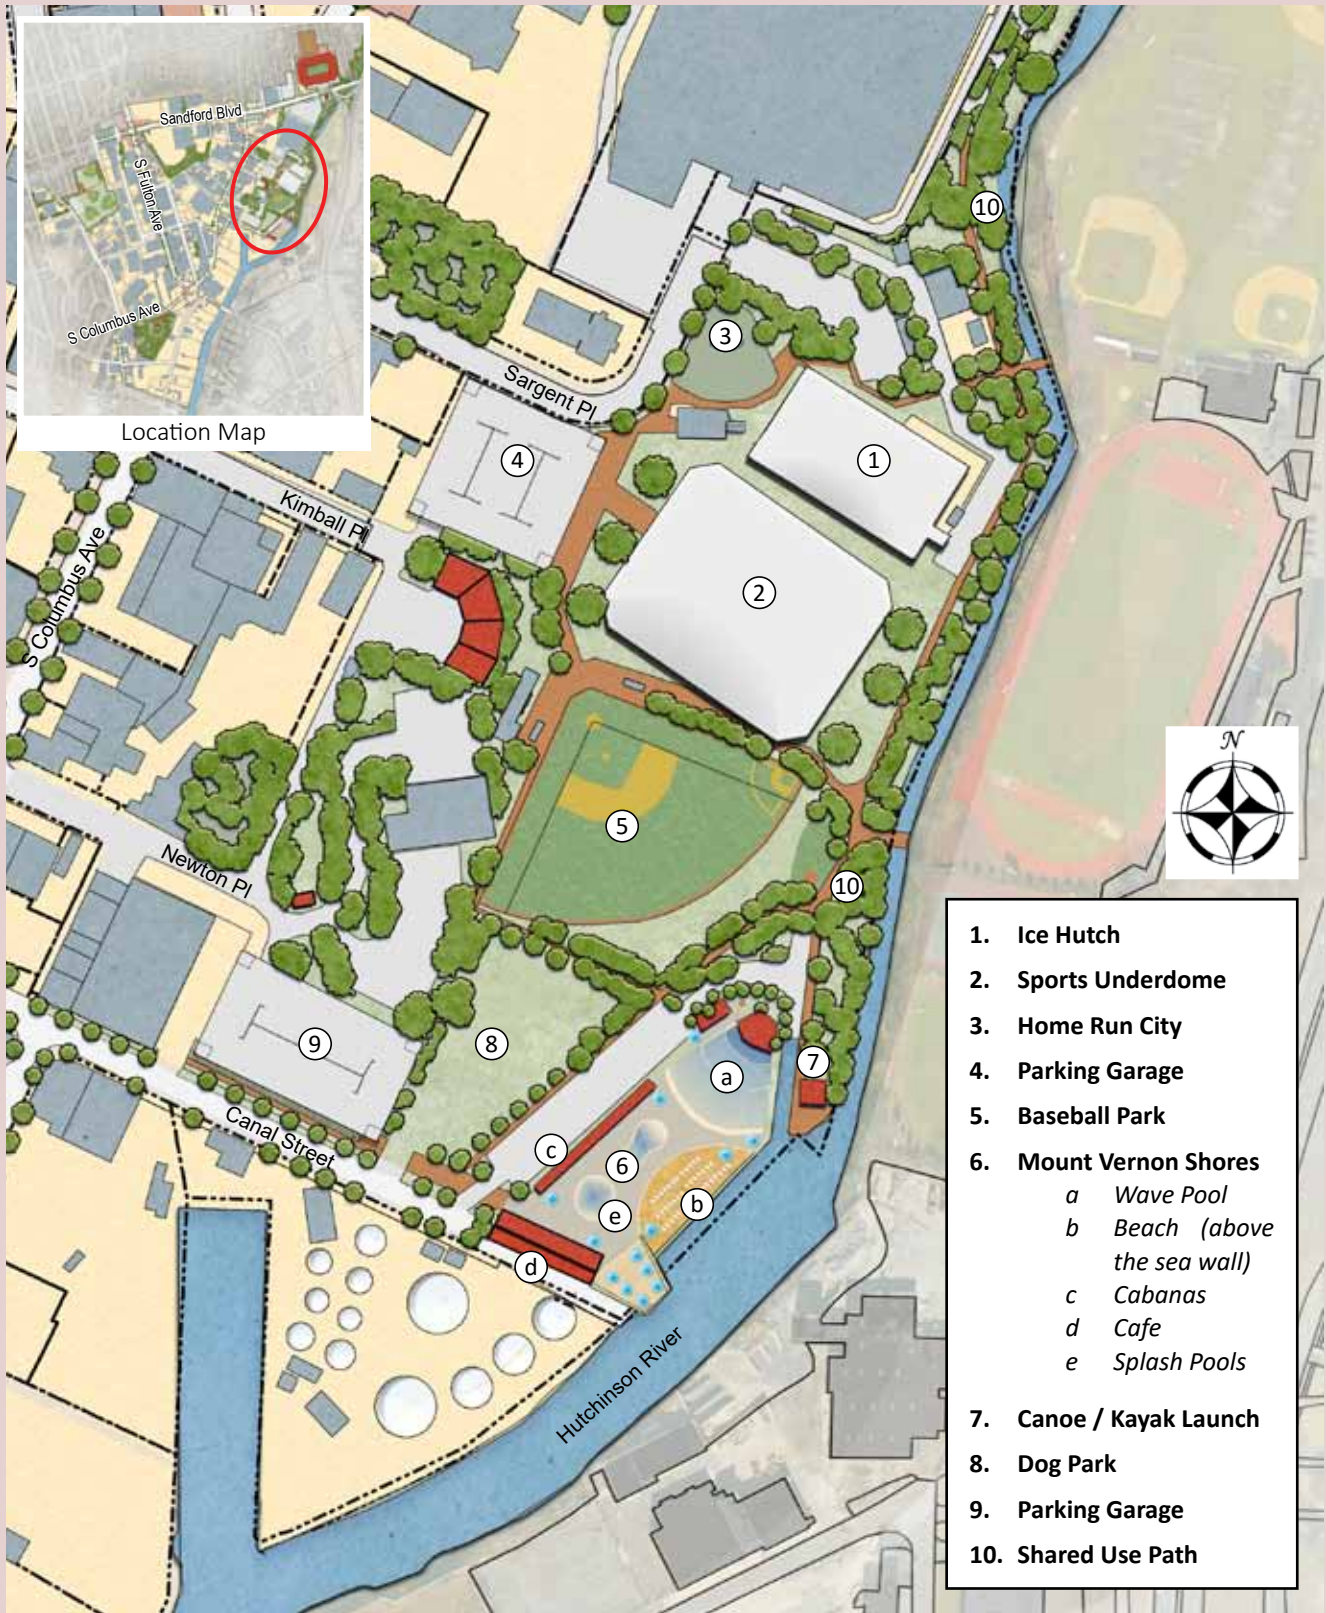 Sandford Blvd
S Fulton Ave
S Columbus Ave
Location Map
10
3
Sargent Pl
4
1
Kimball Pl
S Columbus Ave
2
N
5
Newton Pl
10
9
8
7
a
Canal Street
c
6
b
e
d
Hutchinson River
1. Ice Hutch
2. Sports Underdome
3. Home Run City
4. Parking Garage
5. Baseball Park
6. Mount Vernon Shores
a Wave Pool
b Beach (above
the sea wall)
c Cabanas
d Cafe
e Splash Pools
7. Canoe / Kayak Launch
8. Dog Park
9. Parking Garage
10. Shared Use Path